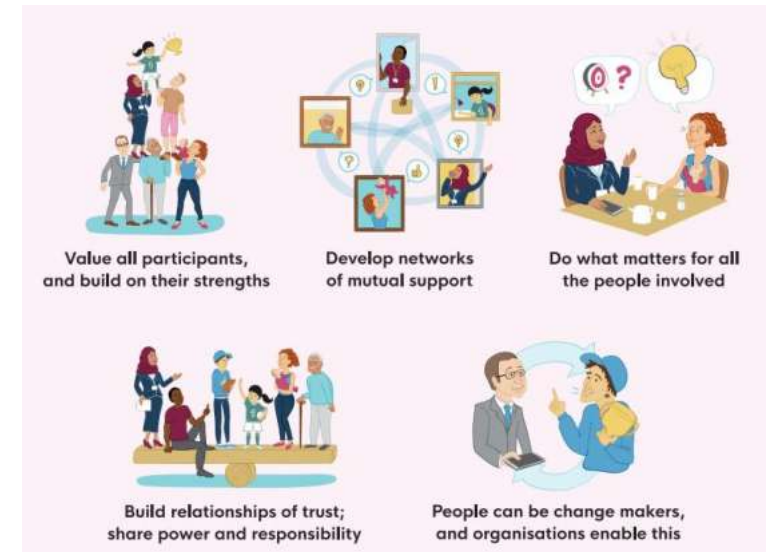 Value all participants,
and build on their strengths
Develop networks
of mutual support
Do what matters for all
the people involved
Build relationships of trust;
share power and responsibility
People can be change makers,
and organisations enable this